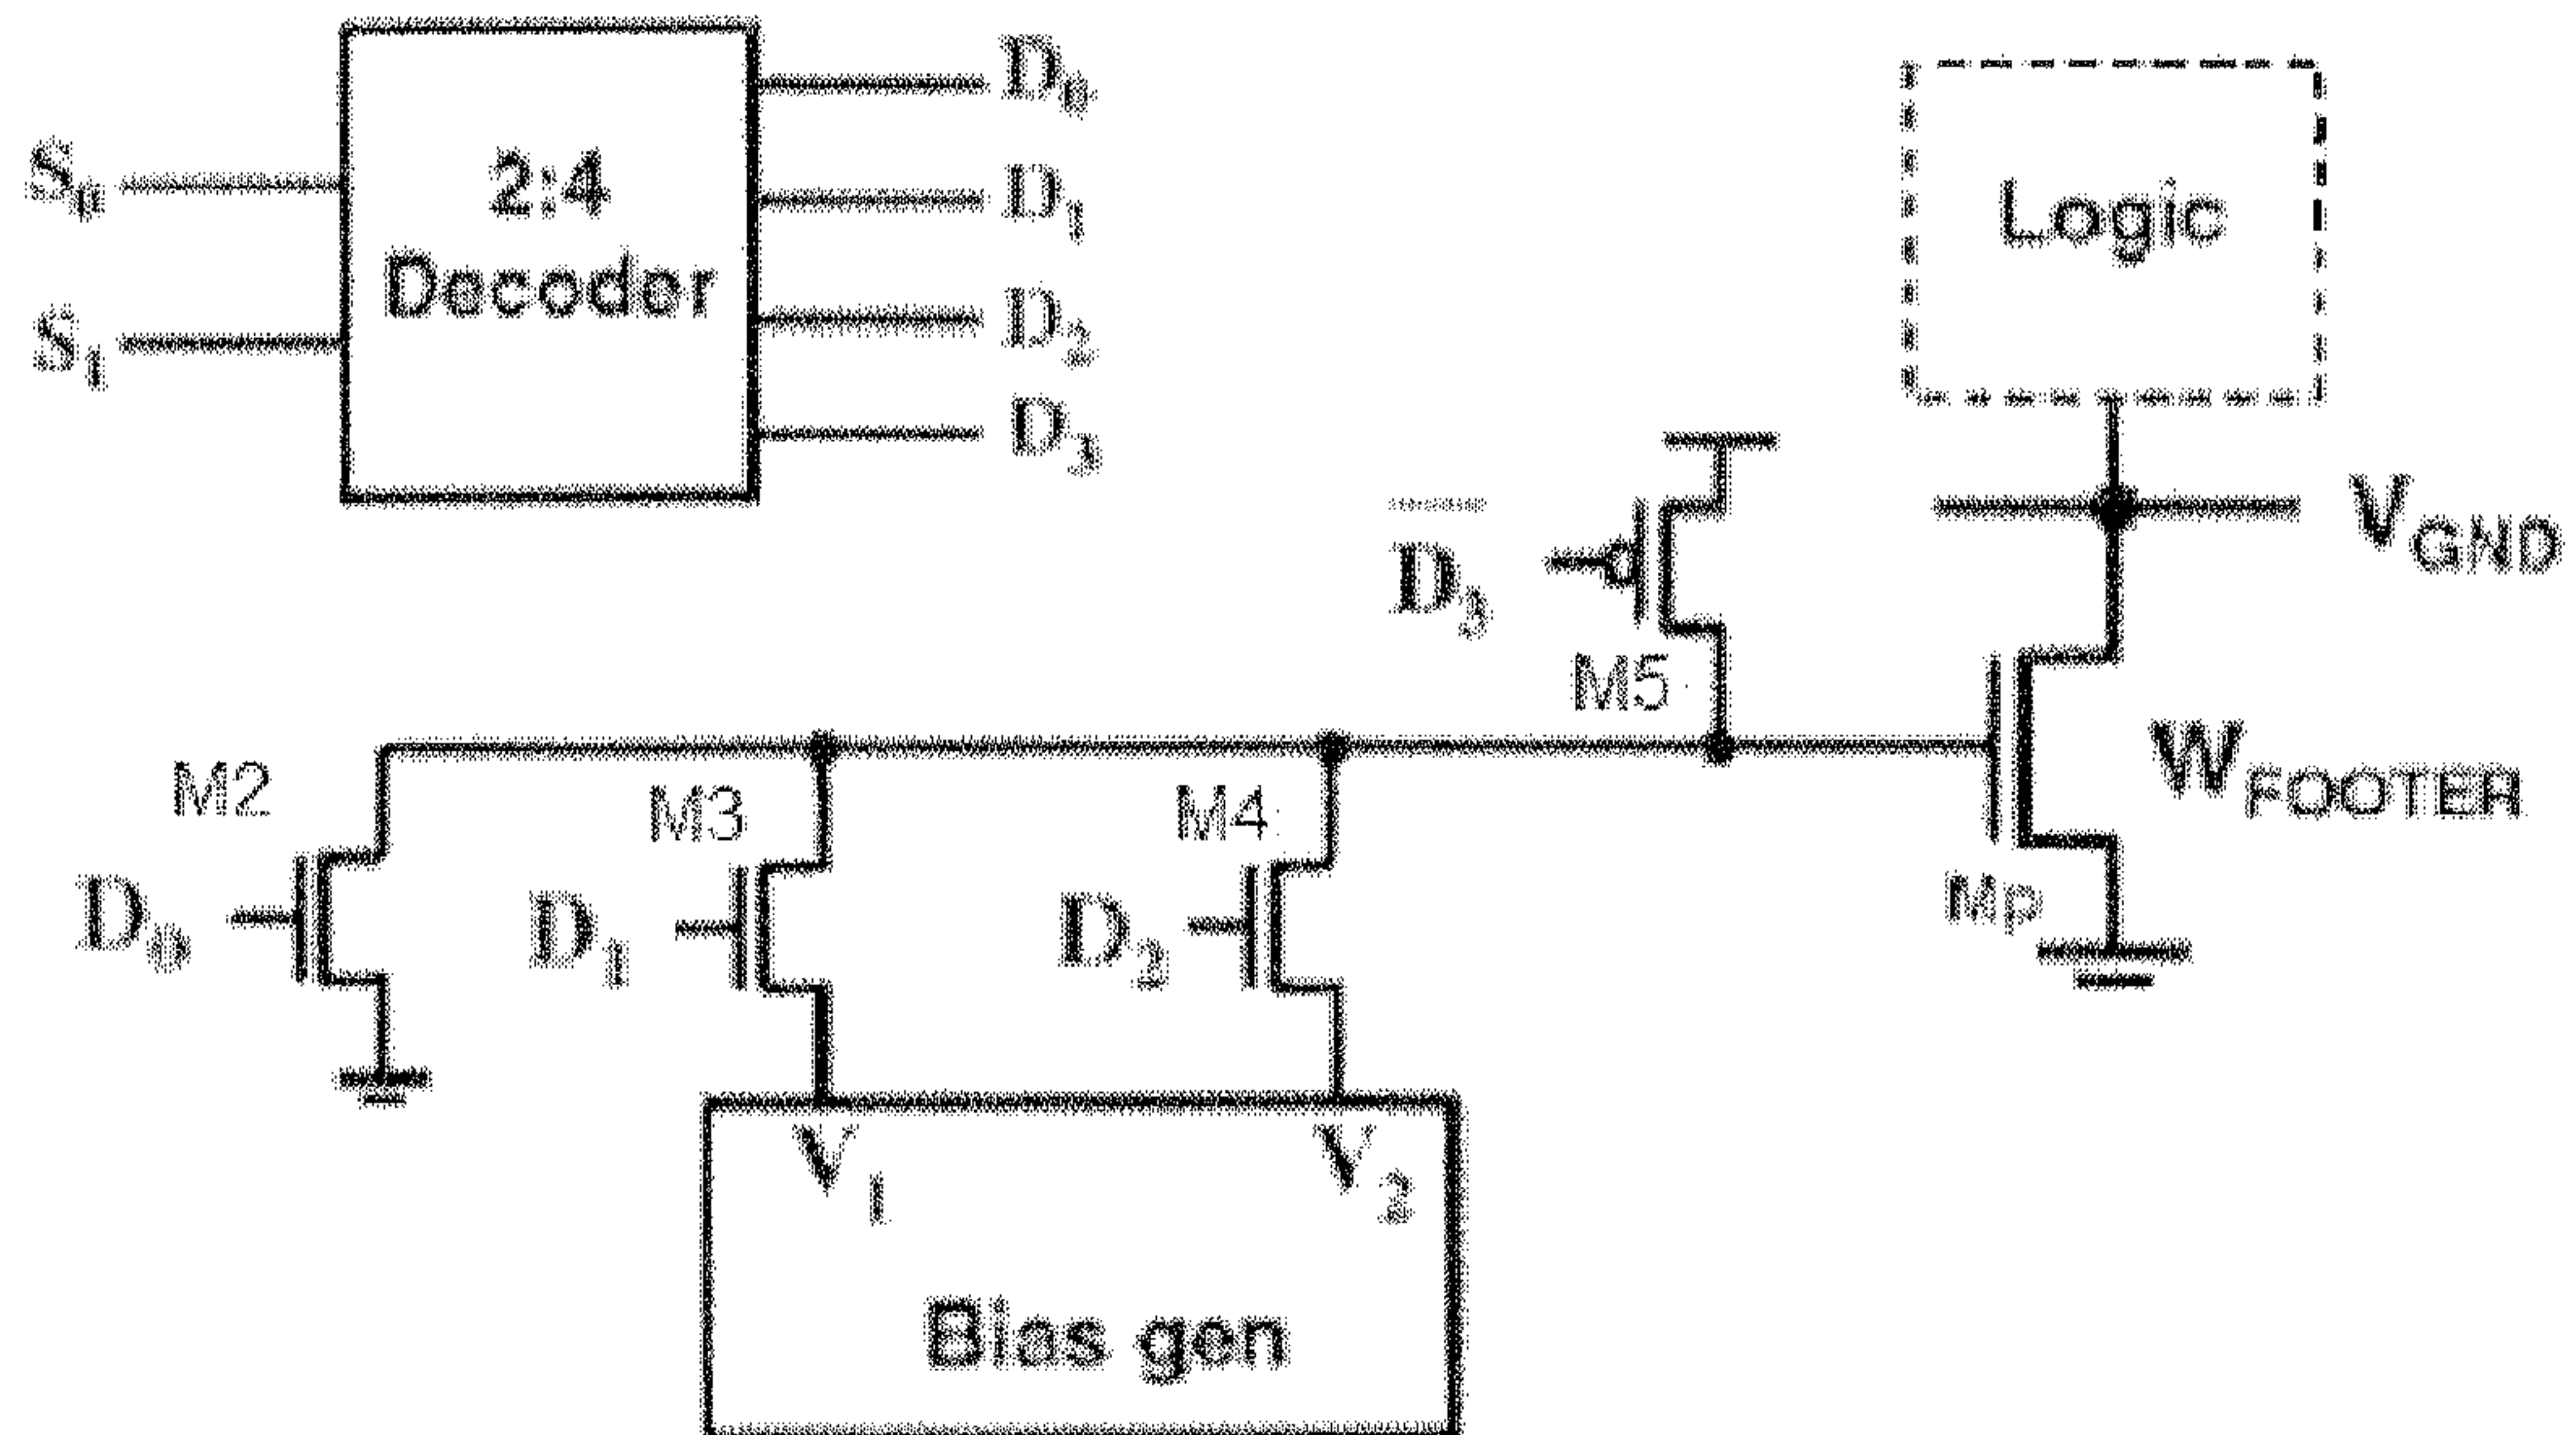 S0
S1
2:4
Decoder
D0
D1
D2
D3
Logic
VGND
D̅3
M5
M2
M3
M4
WFOOTER
D0
D1
D2
Mp
V1
V2
Bias gen